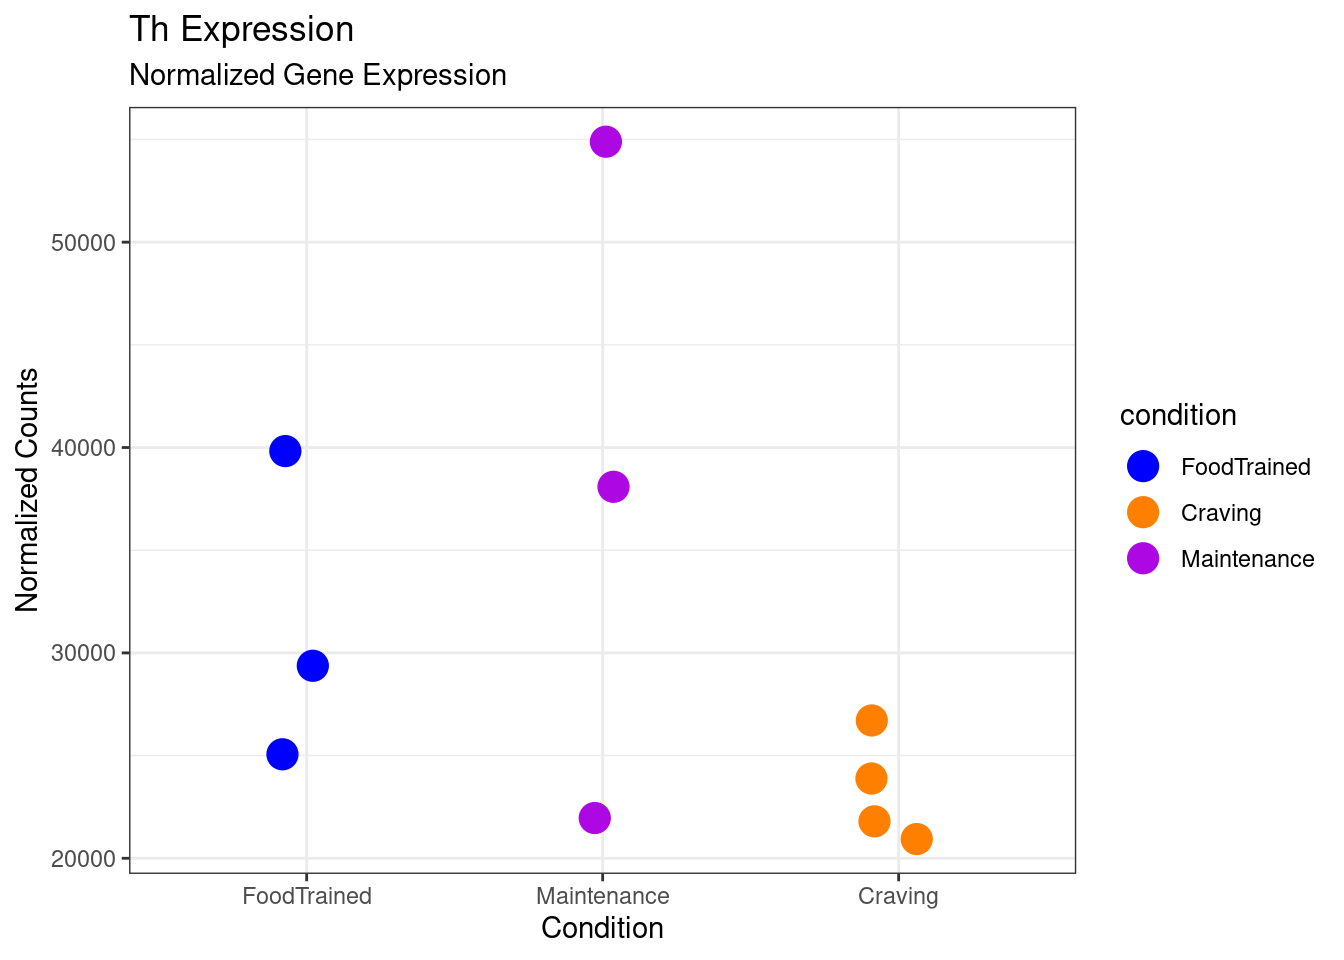 Th Expression
Normalized Gene Expression
Normalized Counts
50000
40000
30000
20000
FoodTrained
Maintenance
Craving
Condition
condition
FoodTrained
Craving
Maintenance